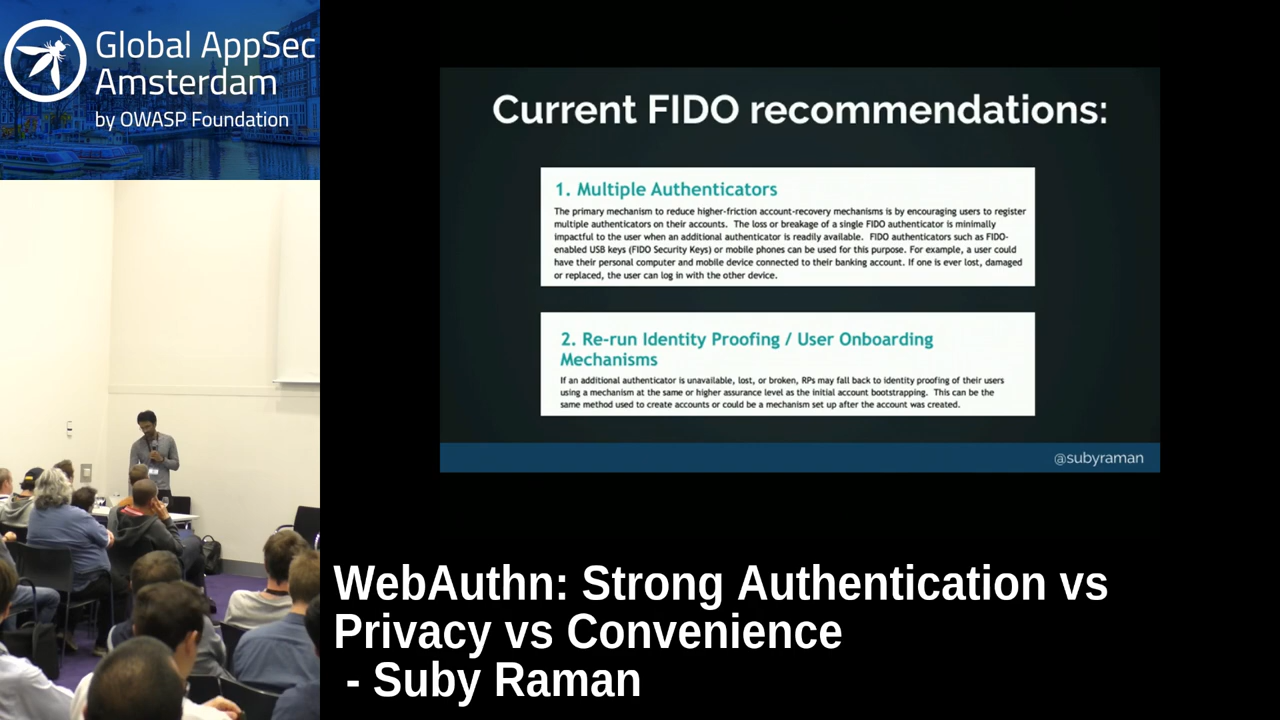 Global AppSec
Amsterdam
by OWASP Foundation
Current FIDO recommendations:
1. Multiple Authenticators
The primary mechanism to reduce higher-friction account-recovery mechanisms is by encouraging users to register
multiple authenticators on their accounts. The loss or breakage of a single FIDO authenticator is minimally
impactful to the user when an additional authenticator is readily available. FIDO authenticators such as FIDO-
enabled USB keys (FIDO Security Keys) or mobile phones can be used for this purpose. For example, a user could
have their personal computer and mobile device connected to their banking account. If one is ever lost, damaged
or replaced, the user can log in with the other device.
2. Re-run Identity Proofing / User Onboarding
Mechanisms
If an additional authenticator is unavailable, lost, or broken, RPs may fall back to identity proofing of their users
using a mechanism at the same or higher assurance level as the initial account bootstrapping. This can be the
same method used to create accounts or could be a mechanism set up after the account was created.
@subyraman
WebAuthn: Strong Authentication vs
Privacy vs Convenience
- Suby Raman